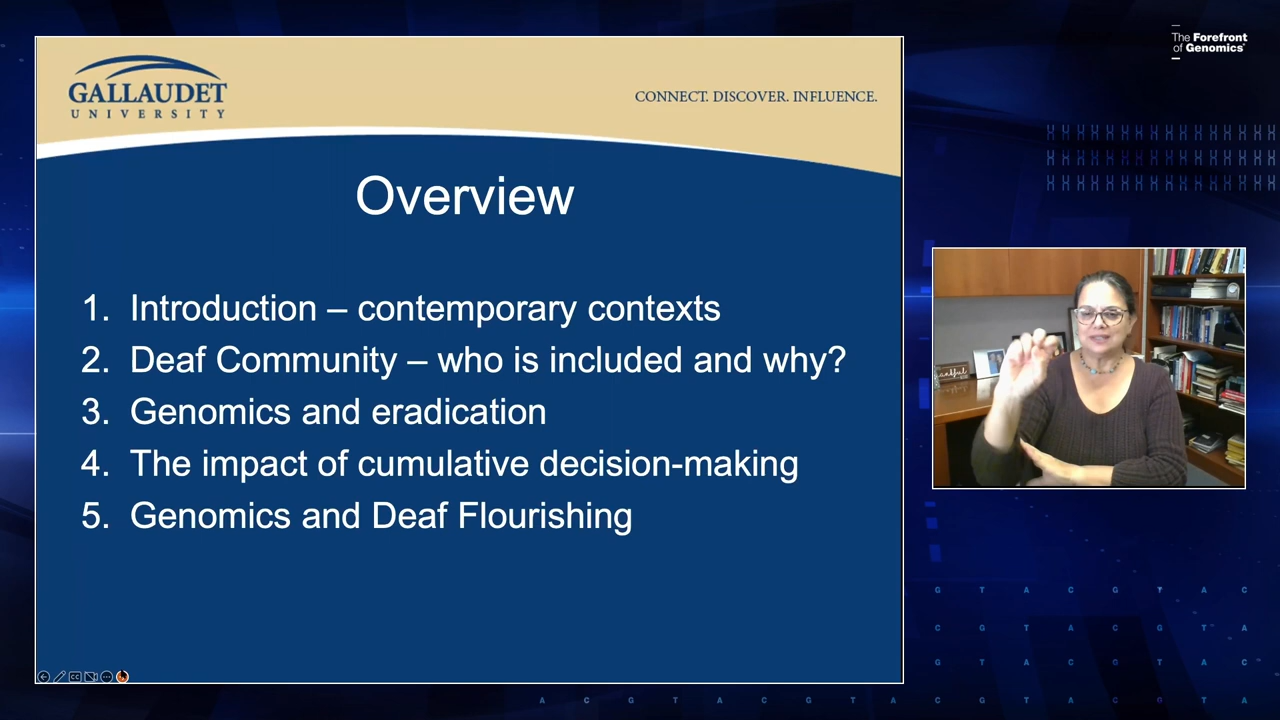 The Forefront
of Genomics®
GALLAUDET
UNIVERSITY
CONNECT. DISCOVER. INFLUENCE.
Overview
1. Introduction – contemporary contexts
2. Deaf Community – who is included and why?
3. Genomics and eradication
4. The impact of cumulative decision-making
5. Genomics and Deaf Flourishing
G T A C G T A C
C G T A C G T A
G T A C G T A C
A C G T A C G T A C G T A C G T A